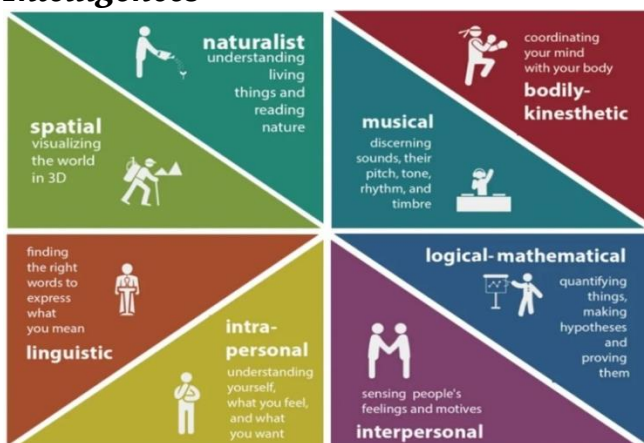 Intelligences
naturalist
understanding
living
things and
reading
nature
spatial
visualizing
the world
in 3D
coordinating
your mind
with your body
bodily-
kinesthetic
musical
discerning
sounds, their
pitch, tone,
rhythm, and
timbre
finding
the right
words to
express
what
you mean
linguistic
intra-
personal
understanding
yourself,
what you feel,
and what
you want
logical-mathematical
quantifying
things,
making
hypotheses
and
proving
them
sensing people's
feelings and motives
interpersonal